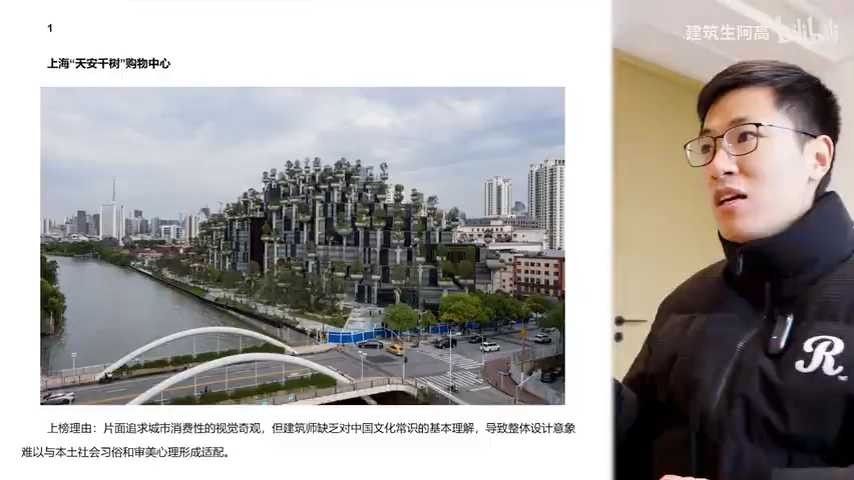 1
建筑生阿高 bilibili
上海“天安千树”购物中心
R
上榜理由：片面追求城市消费性的视觉奇观，但建筑师缺乏对中国文化常识的基本理解，导致整体设计意象
难以与本土社会习俗和审美心理形成适配。